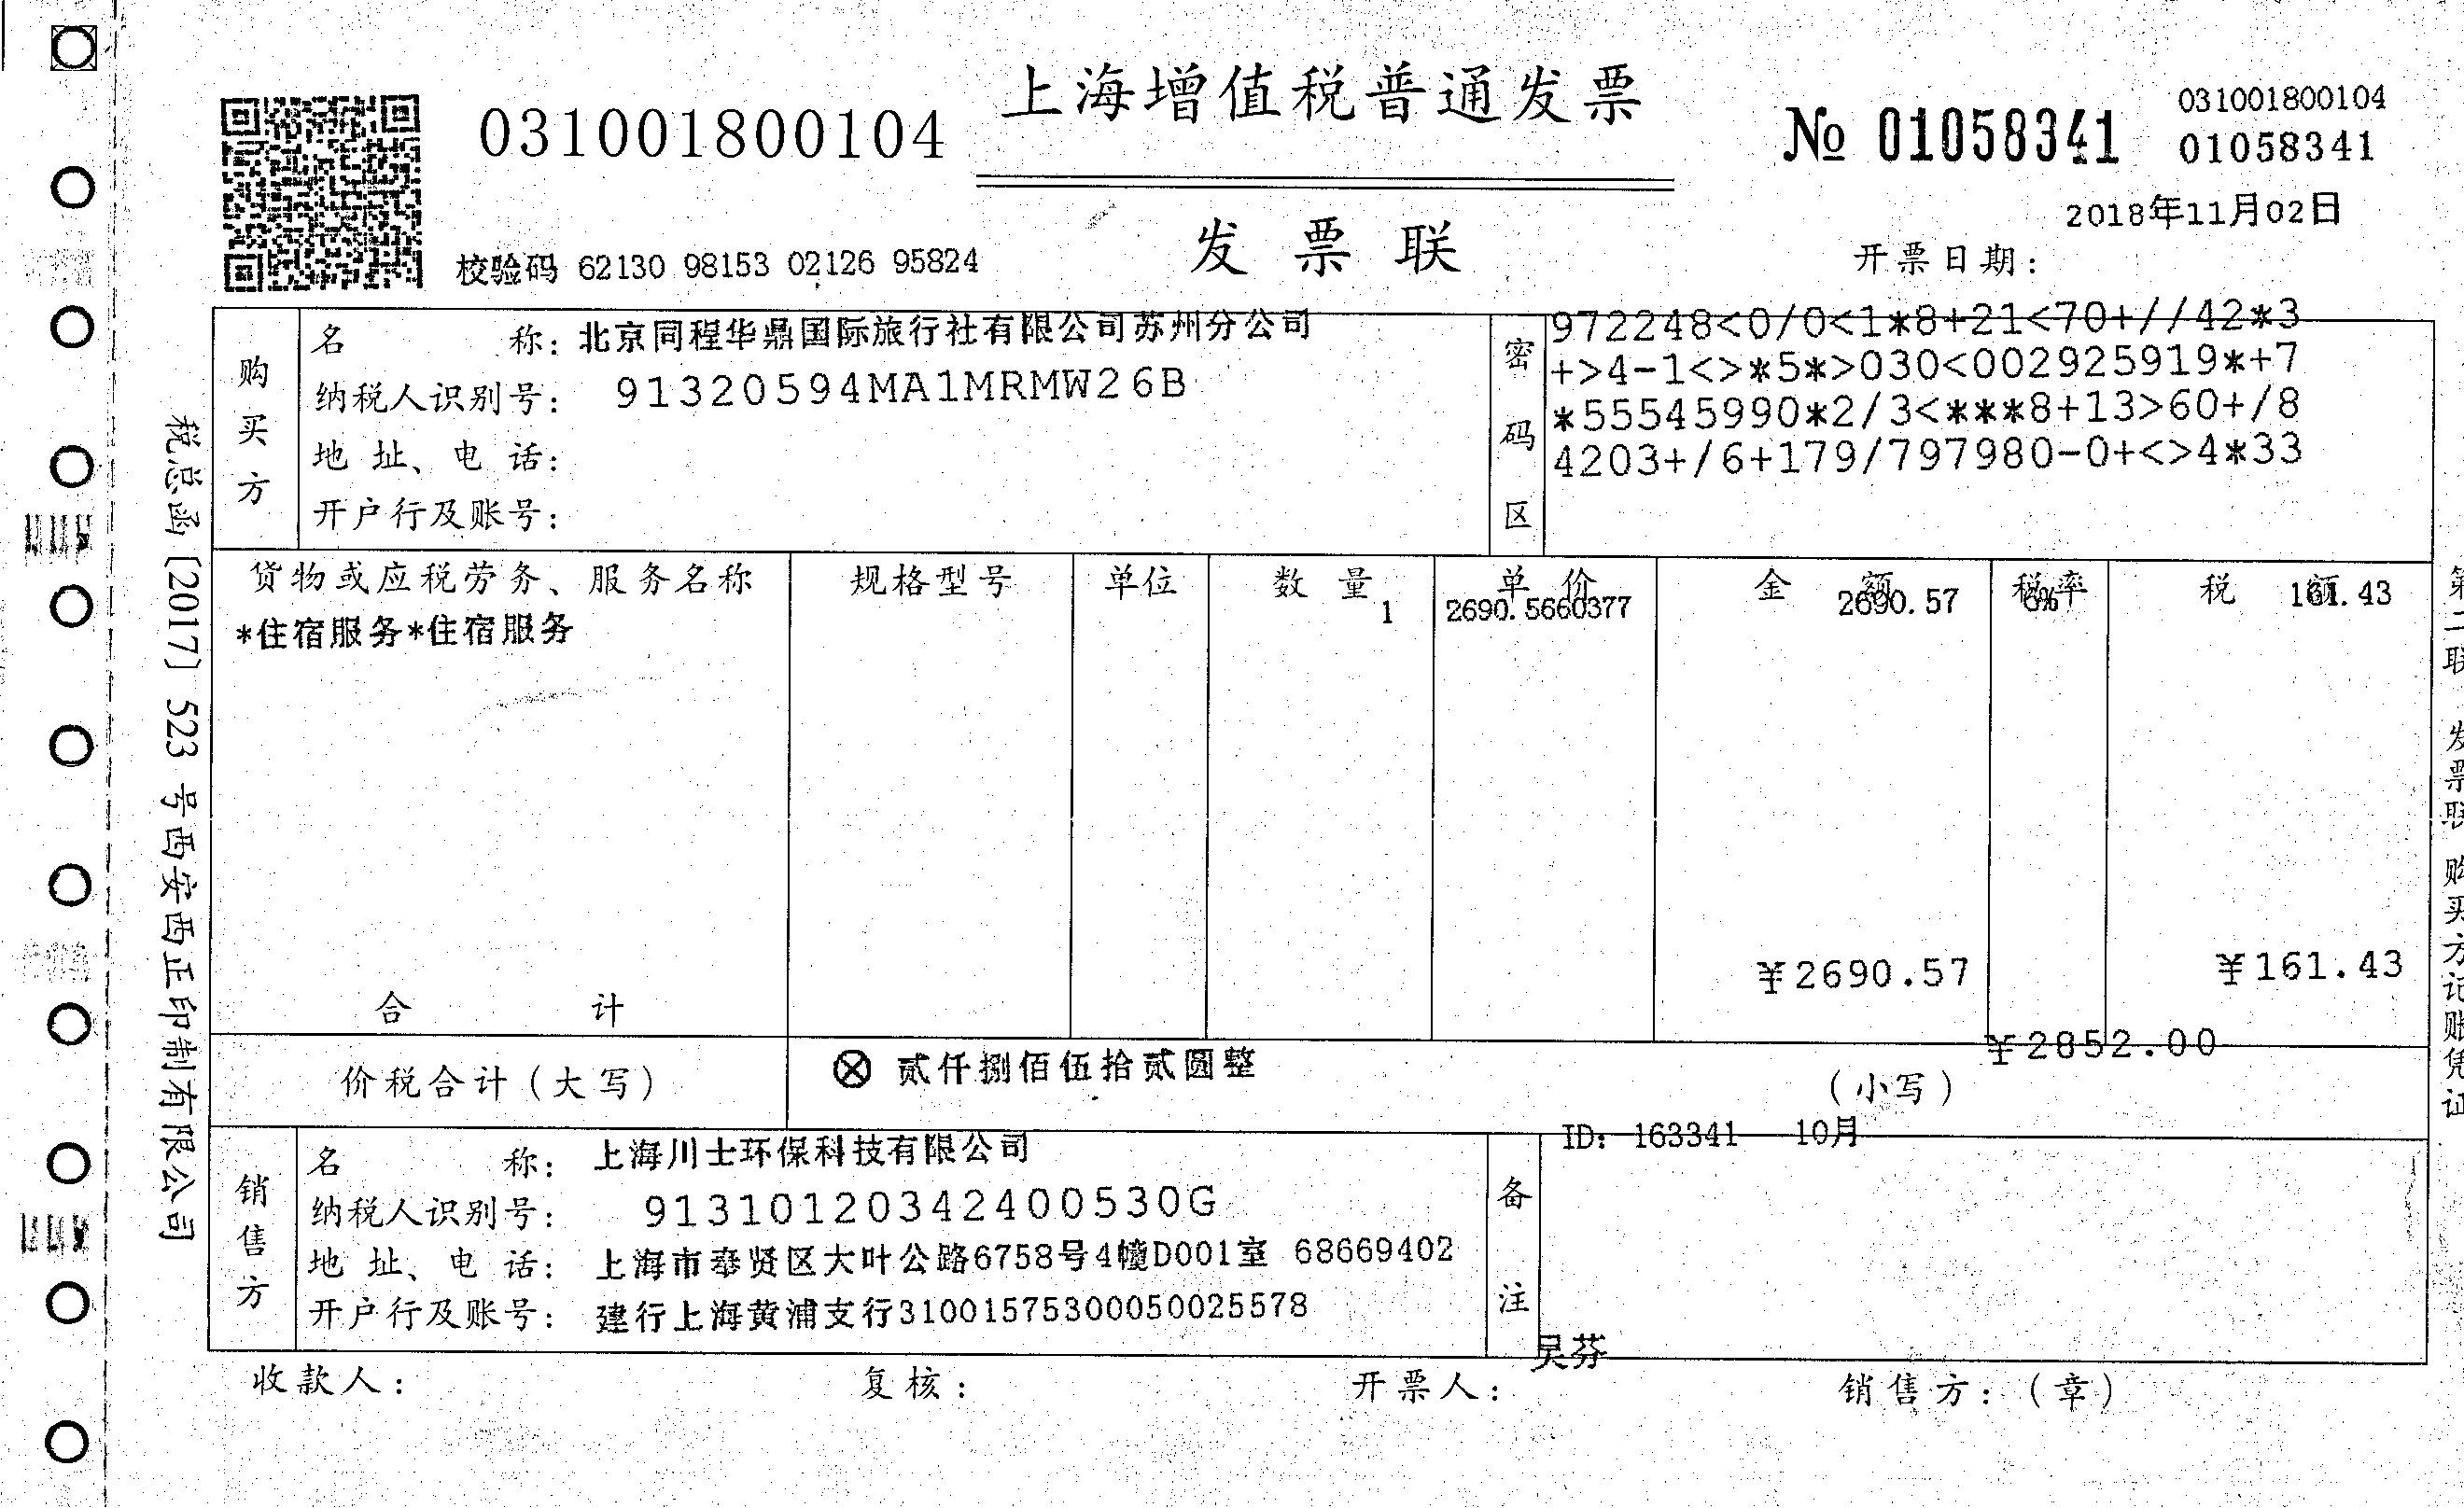 上海增值税普通发票
031001800104
№ 01058341
031001800104
01058341
2018年11月02日
发票联
开票日期：
校验码 62130 98153 02126 95824
购买方
名称：北京同程华鼎国际旅行社有限公司苏州分公司
纳税人识别号：91320594MA1MRMW26B
地址、电话：
开户行及账号：
密码区
972248<0/0<1*8+21<70+//42*3
+>4-1<>*5*>030<002925919*+7
*55545990*2/3<***8+13>60+/8
4203+/6+179/797980-0+<>4*33
货物或应税劳务、服务名称 规格型号 单位 数量 单价 金额 税率 税额
*住宿服务*住宿服务 1 2690.5660377 2690.57 6% 161.43
合计 ¥2690.57 ¥161.43
价税合计（大写） ⊗ 贰仟捌佰伍拾贰圆整 （小写） ¥2852.00
销售方
名称：上海川士环保科技有限公司
纳税人识别号：91310120342400530G
地址、电话：上海市奉贤区大叶公路6758号4幢D001室 68669402
开户行及账号：建行上海黄浦支行31001575300050025578
备注
ID: 163341 10月
收款人： 复核： 开票人：吴芬 销售方：（章）
税总函〔2017〕523号西安西正印制有限公司
第二联 发票联 购买方记账凭证